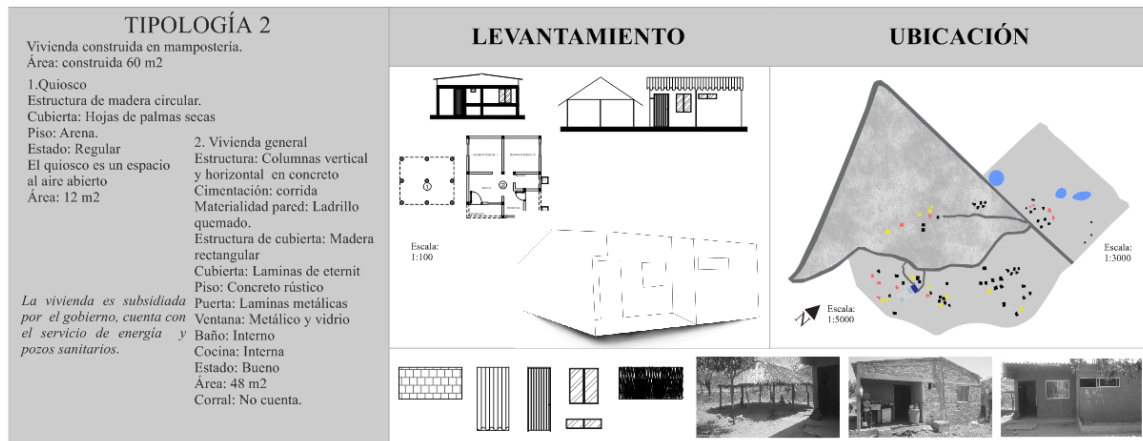 TIPOLOGÍA 2
Vivienda construida en mampostería.
Área: construida 60 m2
1.Quiosco
Estructura de madera circular.
Cubierta: Hojas de palmas secas
Piso: Arena.
Estado: Regular
El quiosco es un espacio
al aire abierto
Área: 12 m2
2. Vivienda general
Estructura: Columnas vertical
y horizontal en concreto
Cimentación: corrida
Materialidad pared: Ladrillo
quemado.
Estructura de cubierta: Madera
rectangular
Cubierta: Laminas de eternit
Piso: Concreto rústico
Puerta: Laminas metálicas
Ventana: Metálico y vidrio
Baño: Interno
Cocina: Interna
Estado: Bueno
Área: 48 m2
Corral: No cuenta.
La vivienda es subsidiada
por el gobierno, cuenta con
el servicio de energía y
pozos sanitarios.
LEVANTAMIENTO
1
2
Escala:
1:100
UBICACIÓN
Escala:
1:3000
N
Escala:
1:5000